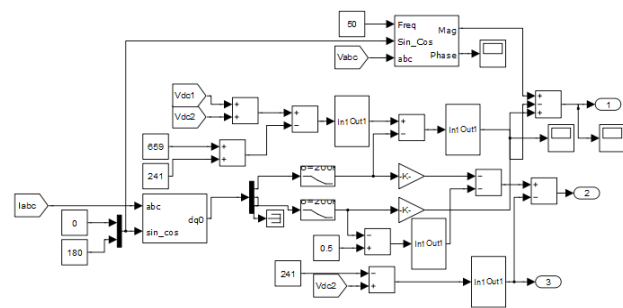 50
Freq
Mag
Sin_Cos
Vabc
abc
Phase
Vdc1
Vdc2
In1 Out1
In1 Out1
1
659
241
-K-
2
Iabc
abc
dq0
0
sin_cos
-K-
180
0.5
In1 Out1
241
In1 Out1
3
Vdc2